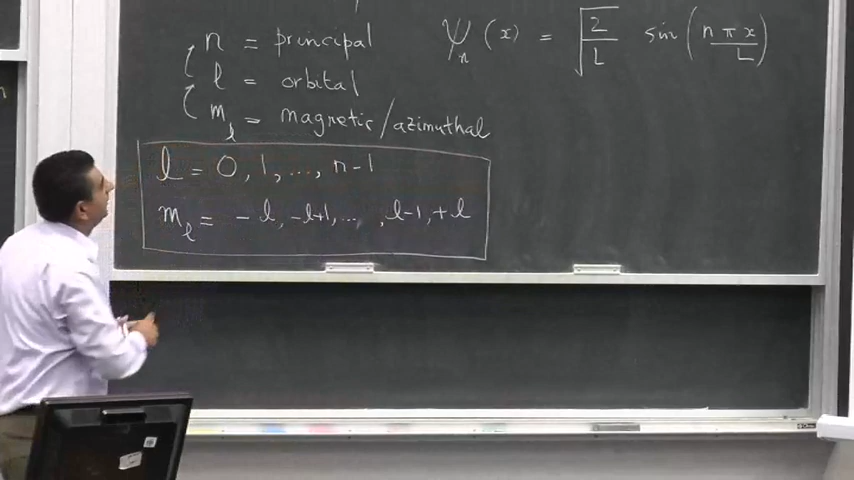 n = principal
l = orbital
m_l = magnetic/azimuthal
l = 0, 1, ..., n-1
m_l = -l, -l+1, ... , l-1, +l
ψ_n(x) = √(2/L) sin(nπx/L)